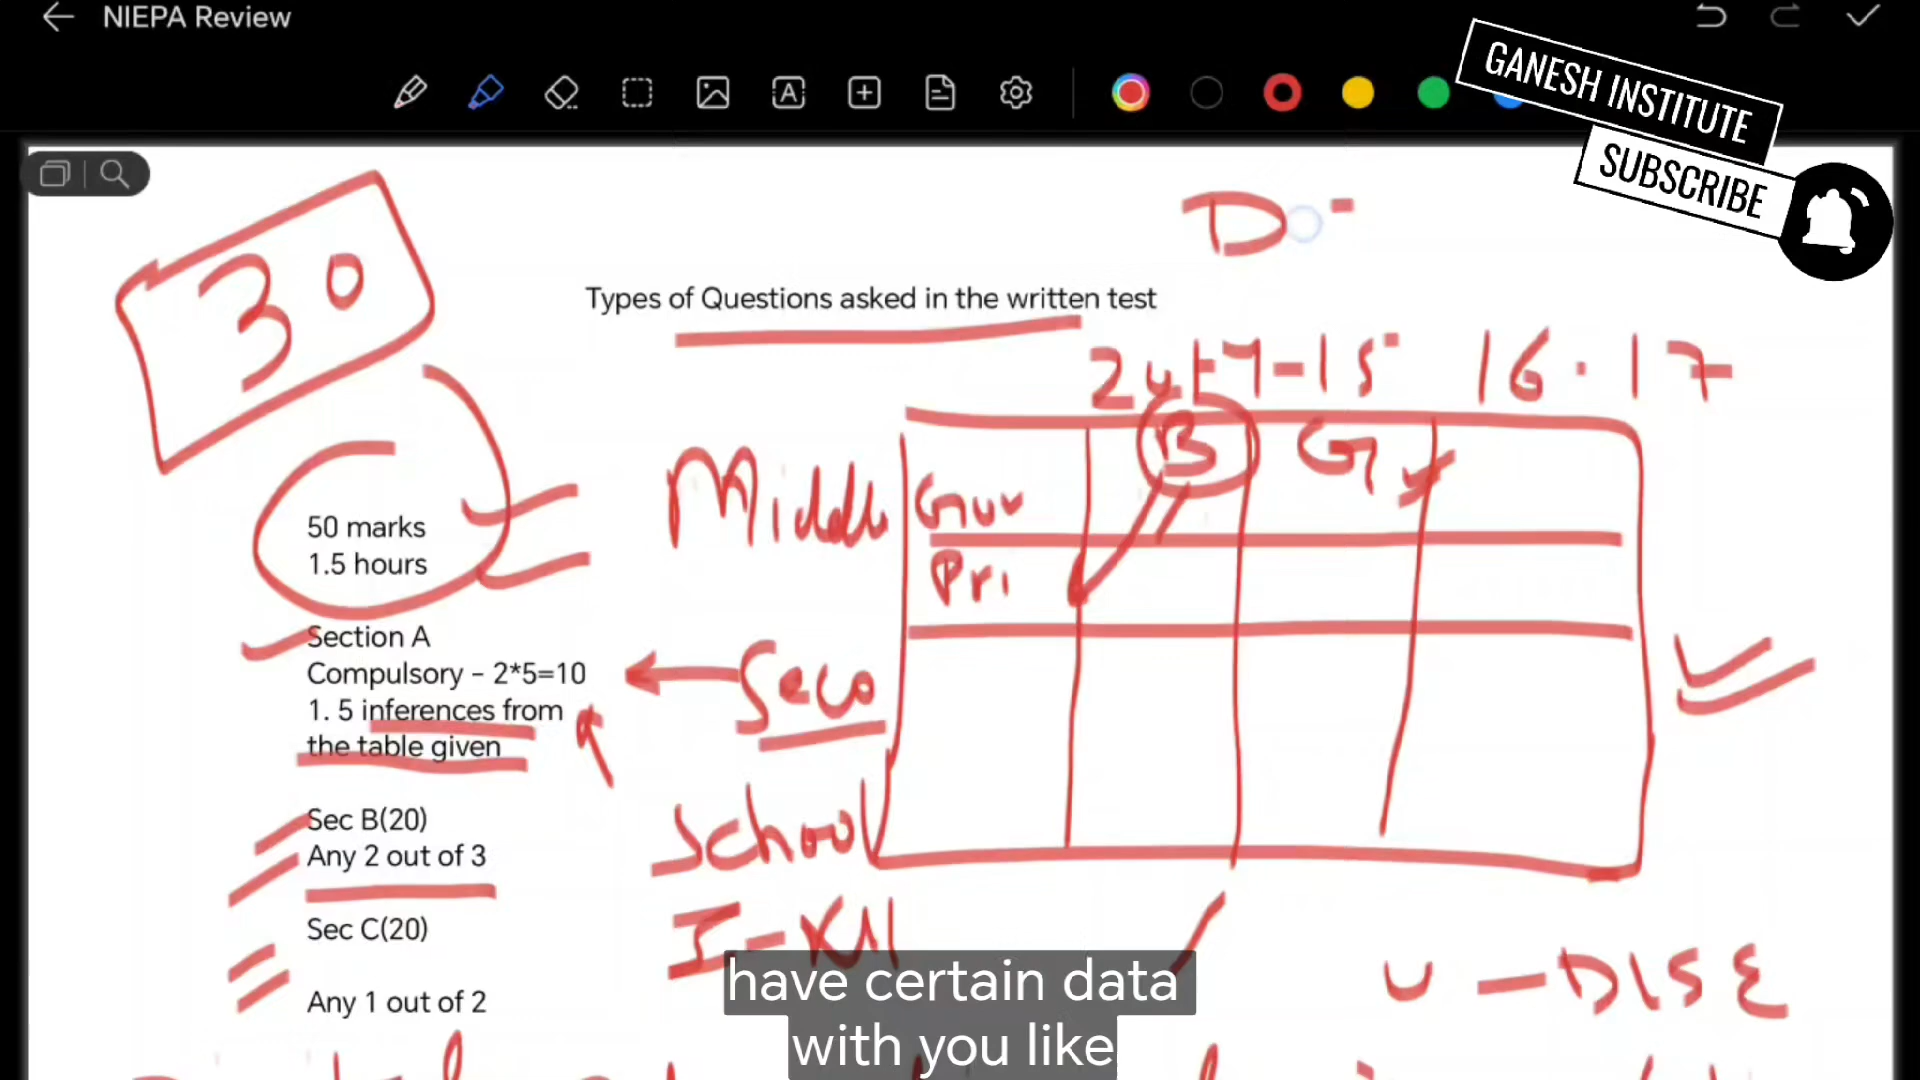 NIEPA Review
GANESH INSTITUTE
SUBSCRIBE
D
30
Types of Questions asked in the written test
16-17
B G
Middle Guv
Pri
50 marks
1.5 hours
Section A
Compulsory - 2*5=10
1. 5 inferences from
the table given
Seco
School
Sec B(20)
Any 2 out of 3
Sec C(20)
Any 1 out of 2
U-DISE
have certain data
with you like